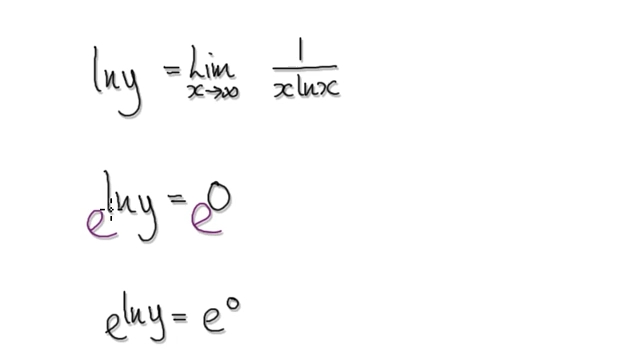 ln y = Lim 1
x→∞ x ln x
e^ln y = e^0
e^ln y = e^0